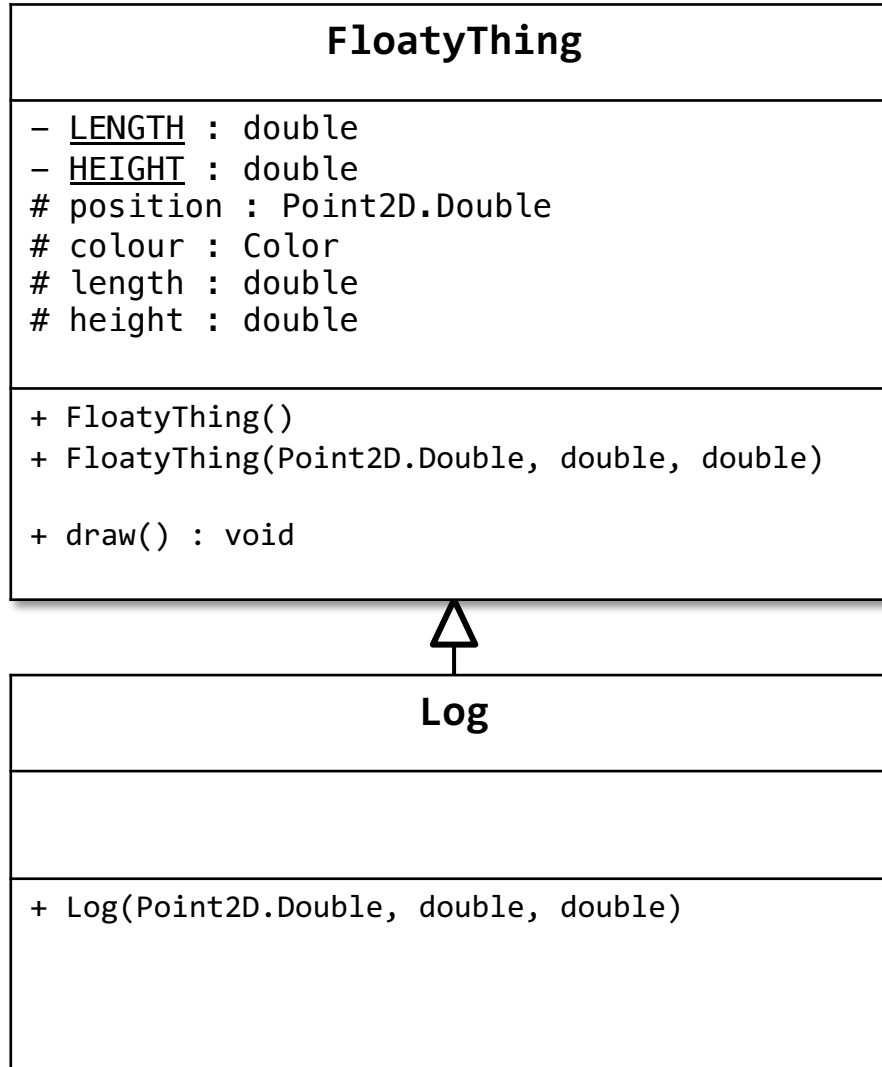 FloatyThing
– LENGTH : double
– HEIGHT : double
# position : Point2D.Double
# colour : Color
# length : double
# height : double
+ FloatyThing()
+ FloatyThing(Point2D.Double, double, double)
+ draw() : void
Log
+ Log(Point2D.Double, double, double)